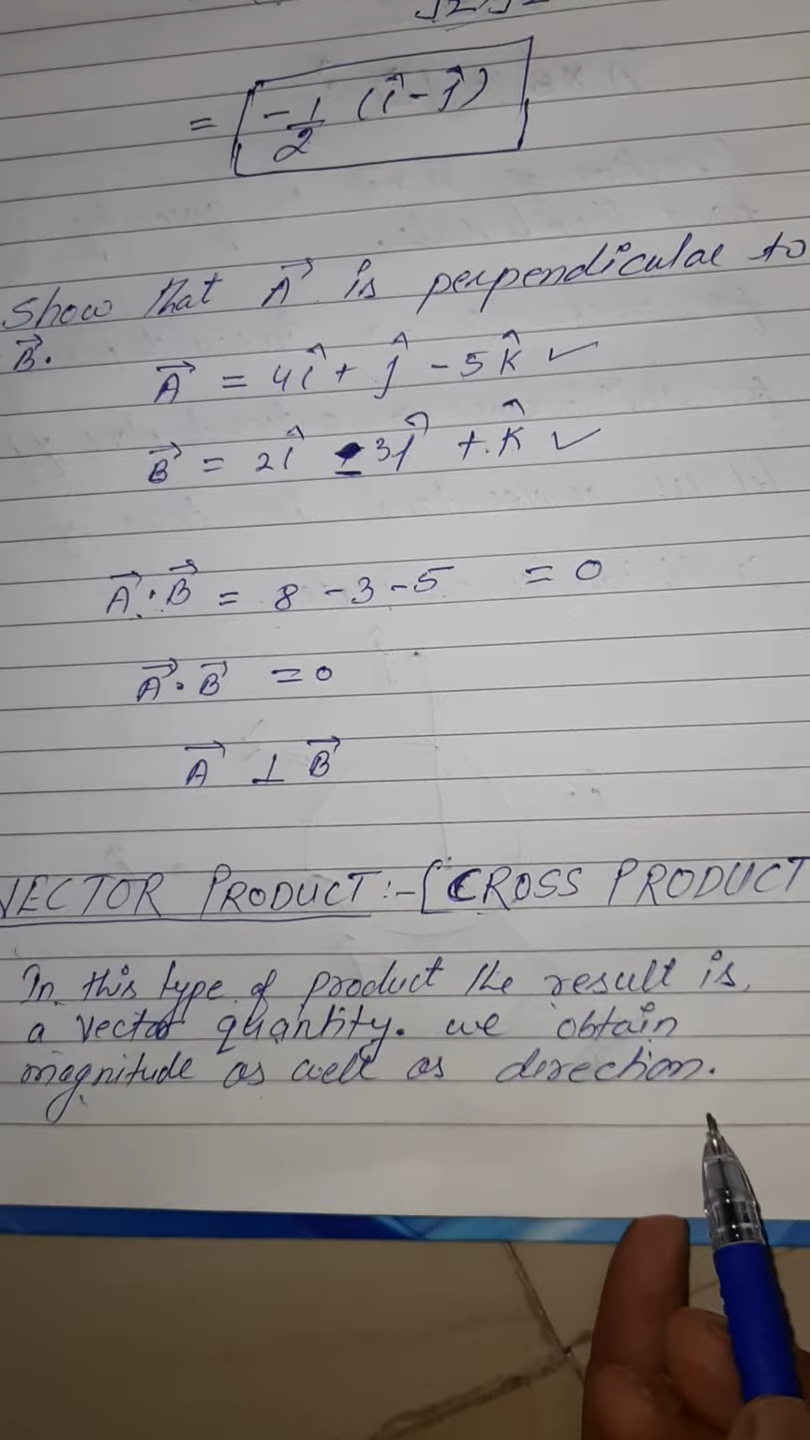 = -1/2 (î - ĵ)
Show that A⃗ is perpendicular to
B⃗.
A⃗ = 4î + ĵ - 5k̂ ✓
B⃗ = 2î - 3ĵ + k̂ ✓
A⃗ · B⃗ = 8 - 3 - 5 = 0
A⃗ · B⃗ = 0
A⃗ ⊥ B⃗
VECTOR PRODUCT :- [CROSS PRODUCT
In this type of product the result is
a vector quantity. we obtain
magnitude as well as direction.